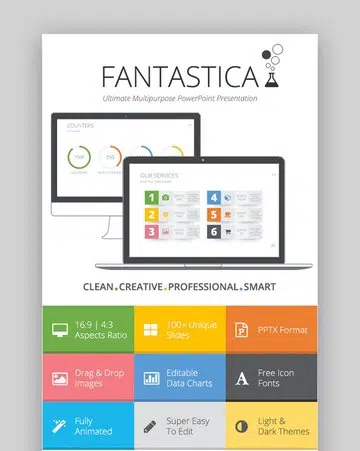 FANTASTICA
Ultimate Multipurpose PowerPoint Presentation
COUNTERS
OUR SERVICES
1
4
2
5
3
6
CLEAN.CREATIVE.PROFESSIONAL.SMART
16:9 | 4:3
Aspects Ratio
100+ Unique
Slides
PPTX Format
Drag & Drop
Images
Editable
Data Charts
Free Icon
Fonts
Fully
Animated
Super Easy
To Edit
Light &
Dark Themes